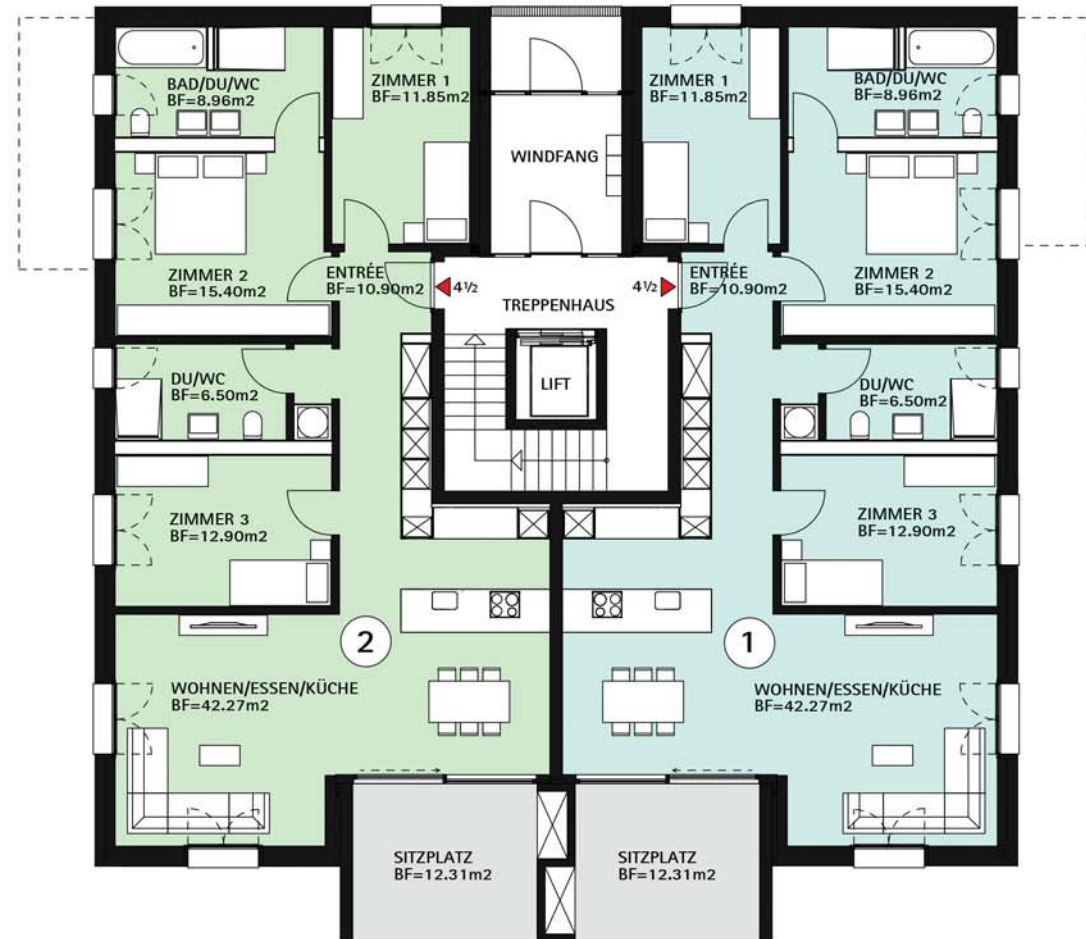 BAD/DU/WC
BF=8.96m2
ZIMMER 1
BF=11.85m2
ZIMMER 1
BF=11.85m2
BAD/DU/WC
BF=8.96m2
WINDFANG
ZIMMER 2
BF=15.40m2
ENTRÉE
BF=10.90m2
4½
TREPPENHAUS
4½
ENTRÉE
BF=10.90m2
ZIMMER 2
BF=15.40m2
LIFT
DU/WC
BF=6.50m2
DU/WC
BF=6.50m2
ZIMMER 3
BF=12.90m2
ZIMMER 3
BF=12.90m2
2
1
WOHNEN/ESSEN/KÜCHE
BF=42.27m2
WOHNEN/ESSEN/KÜCHE
BF=42.27m2
SITZPLATZ
BF=12.31m2
SITZPLATZ
BF=12.31m2